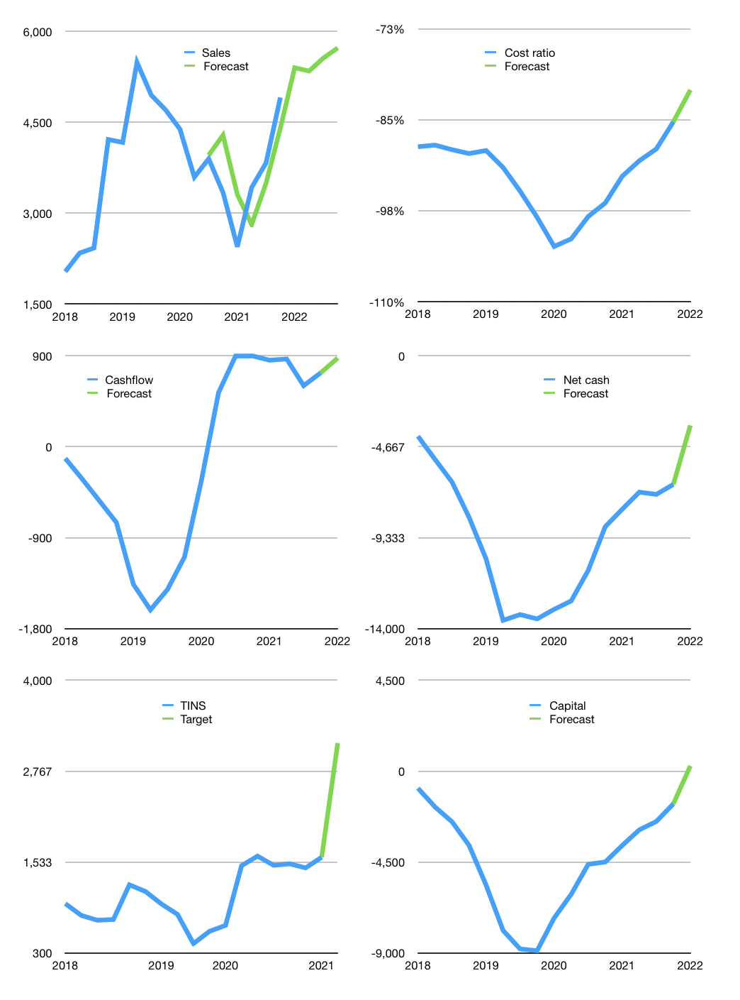 6,000
Sales
Forecast
4,500
3,000
1,500
2018 2019 2020 2021 2022
-73%
Cost ratio
Forecast
-85%
-98%
-110%
2018 2019 2020 2021 2022
900
Cashflow
Forecast
0
-900
-1,800
2018 2019 2020 2021 2022
0
Net cash
Forecast
-4,667
-9,333
-14,000
2018 2019 2020 2021 2022
4,000
TINS
Target
2,767
1,533
300
2018 2019 2020 2021
4,500
Capital
Forecast
0
-4,500
-9,000
2018 2019 2020 2021 2022